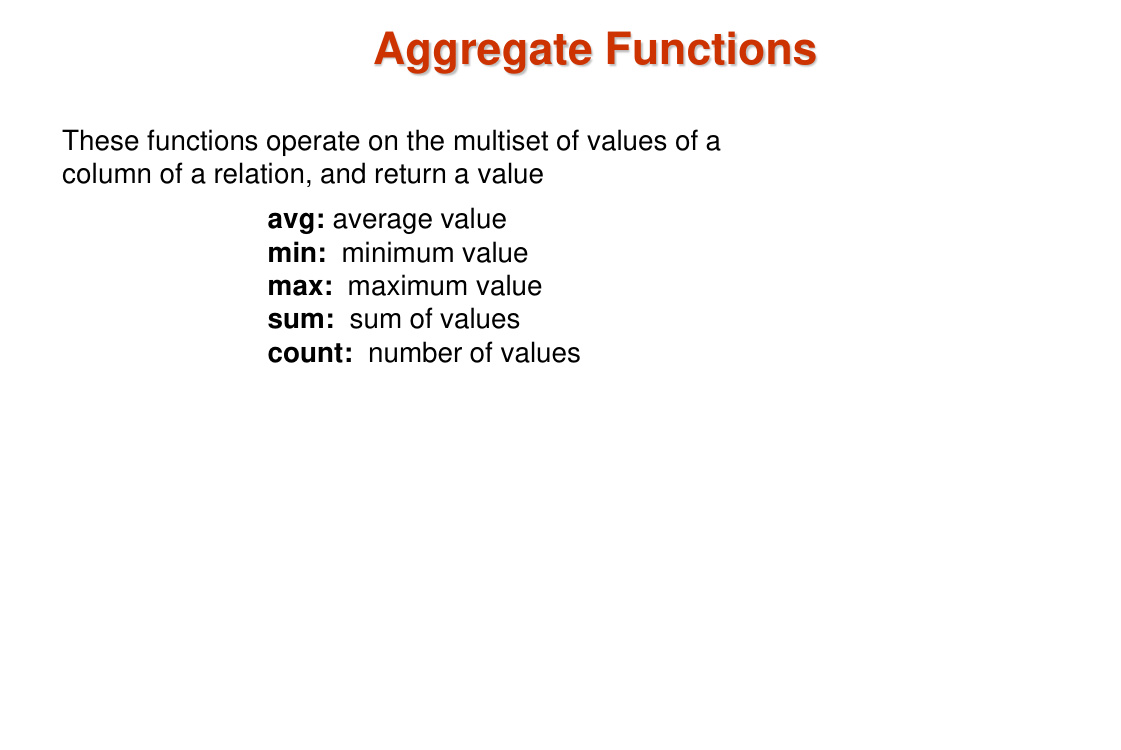 Aggregate Functions
These functions operate on the multiset of values of a
column of a relation, and return a value
avg: average value
min:  minimum value
max:  maximum value
sum:  sum of values
count:  number of values